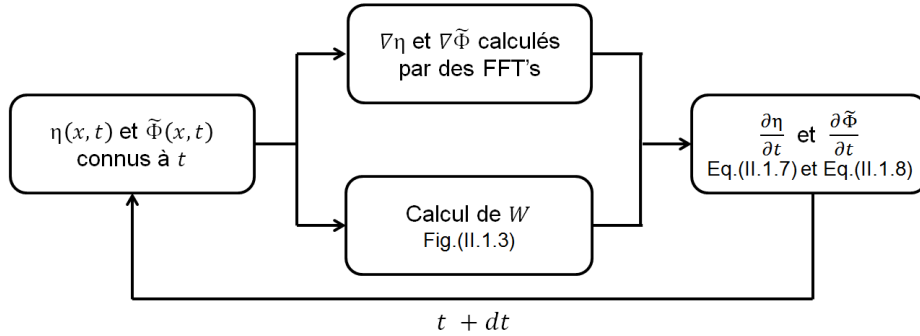 ∇η et ∇Φ̃ calculés
par des FFT's
η(x, t) et Φ̃(x, t)
connus à t
∂η/∂t et ∂Φ̃/∂t
Eq.(II.1.7) et Eq.(II.1.8)
Calcul de W
Fig.(II.1.3)
t + dt